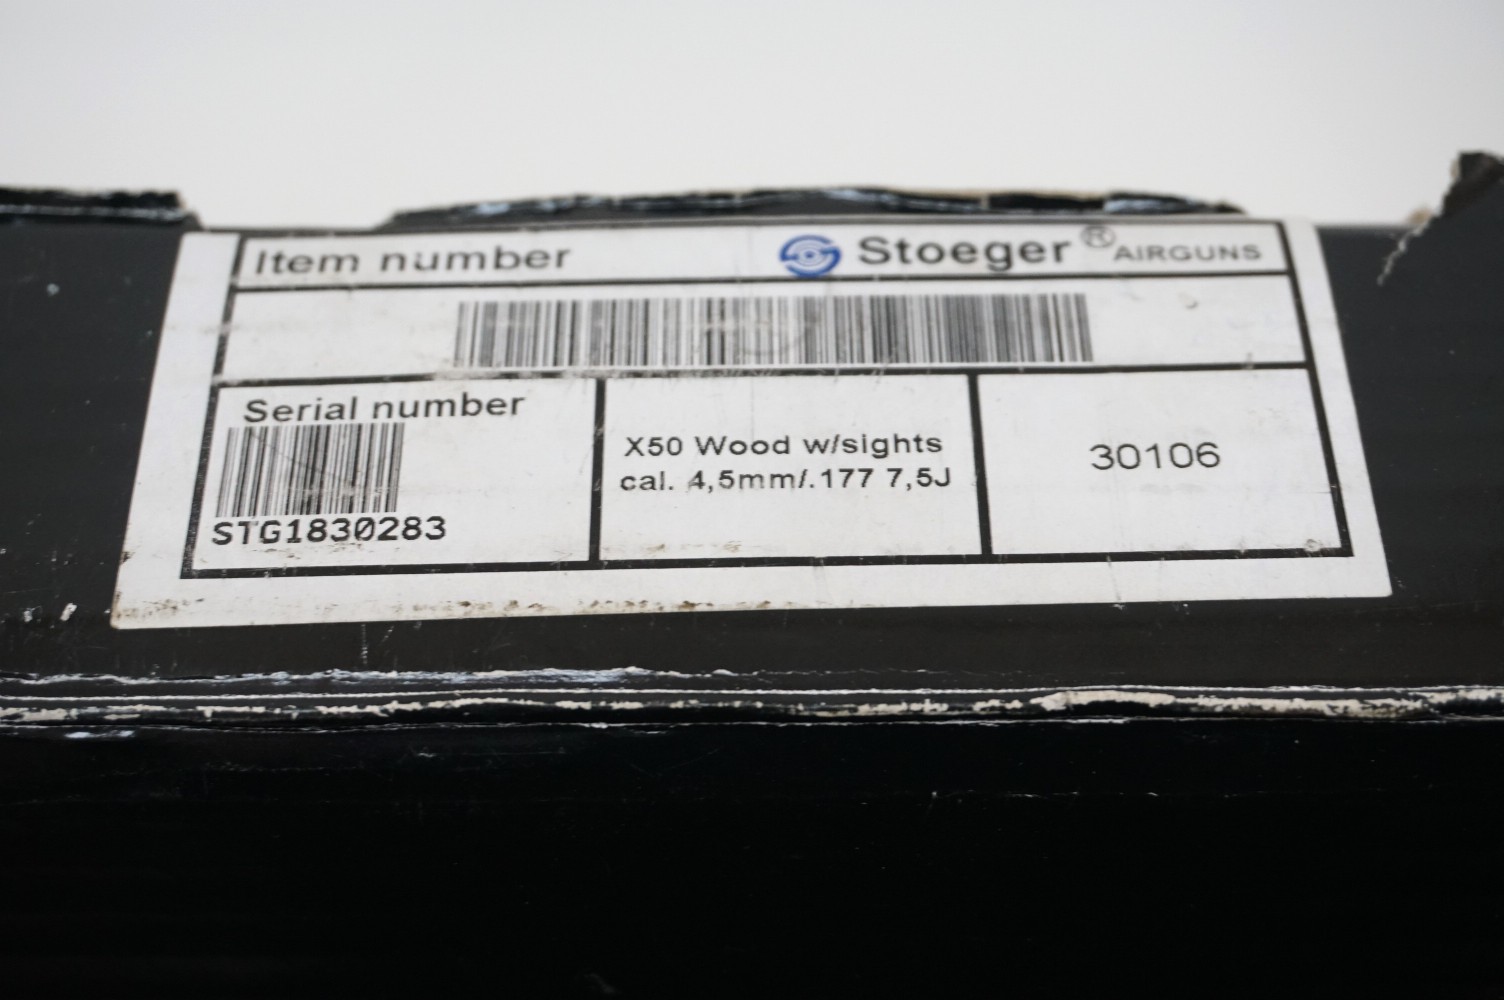 Item number
Stoeger® AIRGUNS
Serial number
STG1830283
X50 Wood w/sights
cal. 4,5mm/.177 7,5J
30106